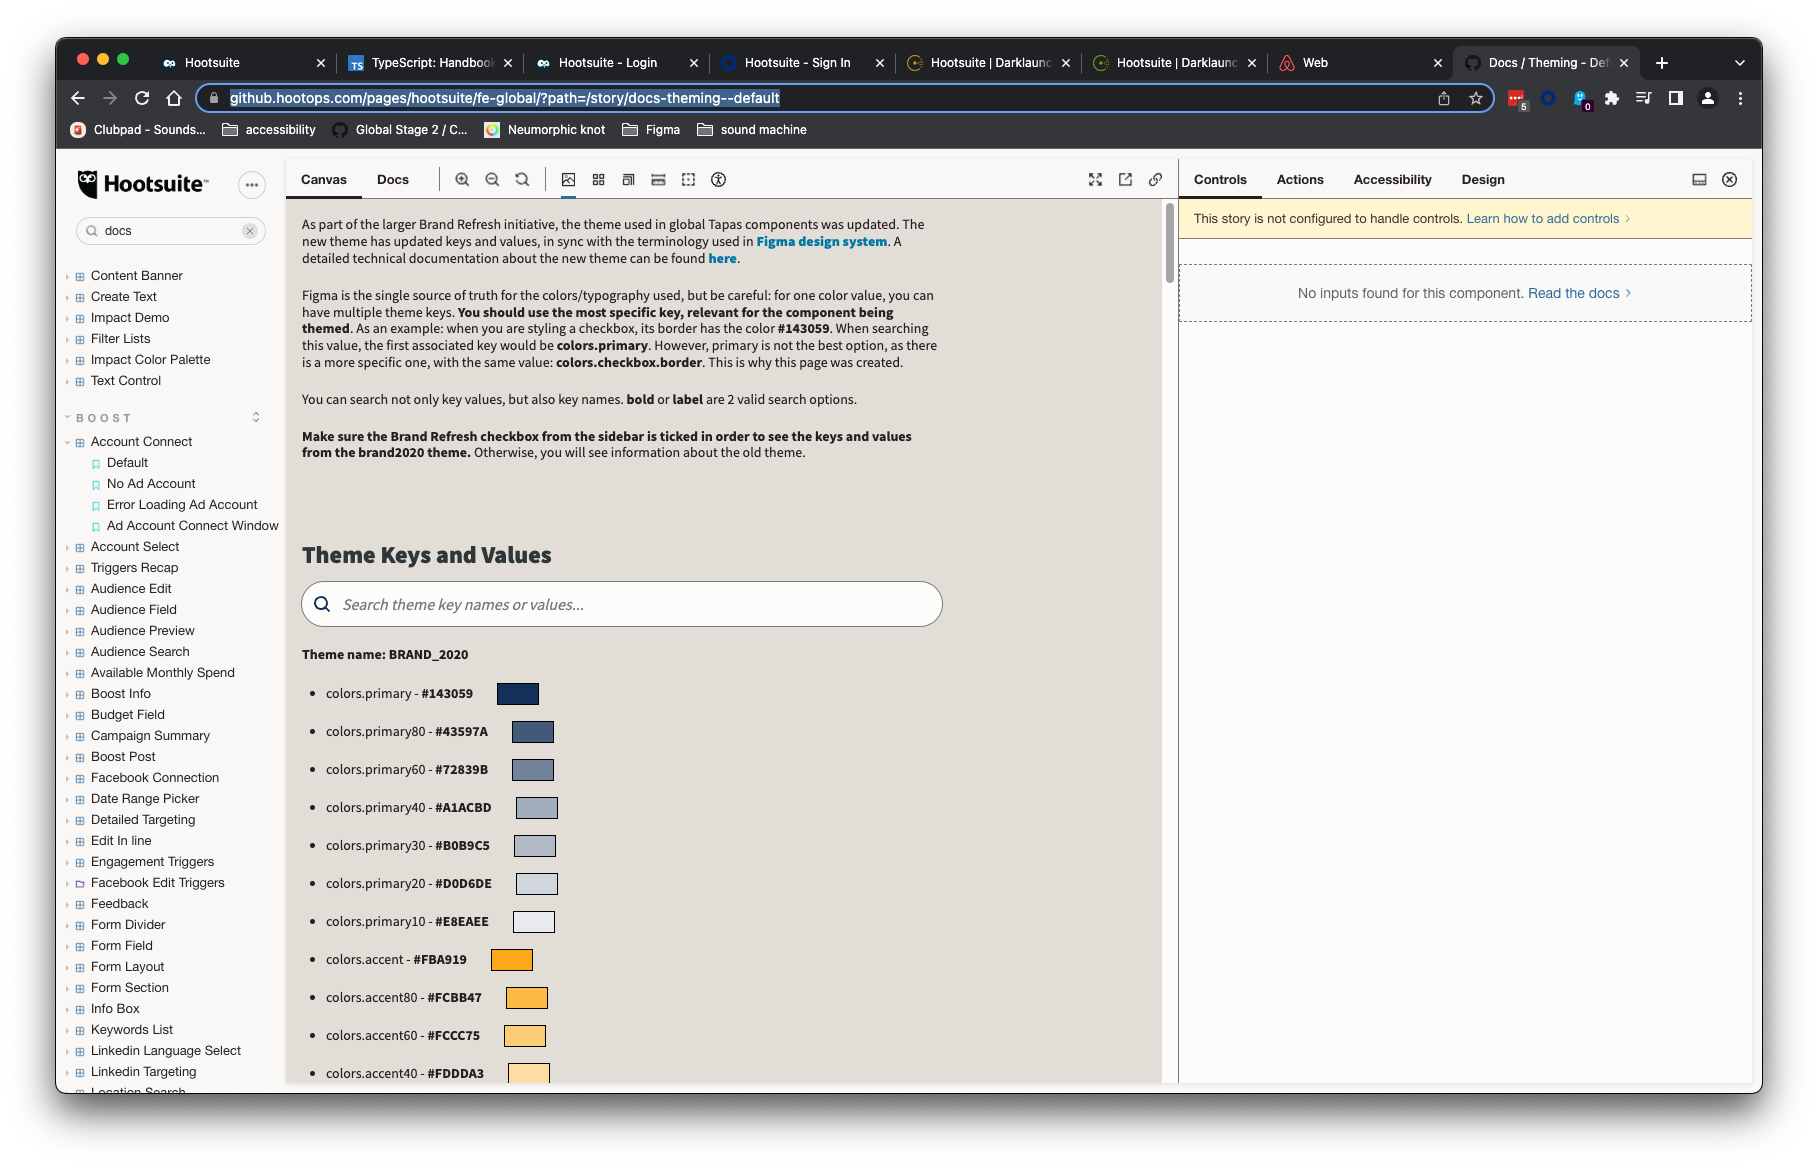 Hootsuite
TypeScript: Handbook
Hootsuite - Login
Hootsuite - Sign In
Hootsuite | Darklaunc
Hootsuite | Darklaunc
Web
Docs / Theming - Def
github.hootops.com/pages/hootsuite/fe-global/?path=/story/docs-theming--default
5
0
Clubpad - Sounds...
accessibility
Global Stage 2 / C...
Neumorphic knot
Figma
sound machine
Hootsuite™
docs
Content Banner
Create Text
Impact Demo
Filter Lists
Impact Color Palette
Text Control
BOOST
Account Connect
Default
No Ad Account
Error Loading Ad Account
Ad Account Connect Window
Account Select
Triggers Recap
Audience Edit
Audience Field
Audience Preview
Audience Search
Available Monthly Spend
Boost Info
Budget Field
Campaign Summary
Boost Post
Facebook Connection
Date Range Picker
Detailed Targeting
Edit In line
Engagement Triggers
Facebook Edit Triggers
Feedback
Form Divider
Form Field
Form Layout
Form Section
Info Box
Keywords List
Linkedin Language Select
Linkedin Targeting
Location Search
Canvas
Docs
As part of the larger Brand Refresh initiative, the theme used in global Tapas components was updated. The
new theme has updated keys and values, in sync with the terminology used in Figma design system. A
detailed technical documentation about the new theme can be found here.
Figma is the single source of truth for the colors/typography used, but be careful: for one color value, you can
have multiple theme keys. You should use the most specific key, relevant for the component being
themed. As an example: when you are styling a checkbox, its border has the color #143059. When searching
this value, the first associated key would be colors.primary. However, primary is not the best option, as there
is a more specific one, with the same value: colors.checkbox.border. This is why this page was created.
You can search not only key values, but also key names. bold or label are 2 valid search options.
Make sure the Brand Refresh checkbox from the sidebar is ticked in order to see the keys and values
from the brand2020 theme. Otherwise, you will see information about the old theme.
Theme Keys and Values
Search theme key names or values...
Theme name: BRAND_2020
• colors.primary - #143059
• colors.primary80 - #43597A
• colors.primary60 - #72839B
• colors.primary40 - #A1ACBD
• colors.primary30 - #B0B9C5
• colors.primary20 - #D0D6DE
• colors.primary10 - #E8EAEE
• colors.accent - #FBA919
• colors.accent80 - #FCBB47
• colors.accent60 - #FCCC75
• colors.accent40 - #FDDDA3
Controls
Actions
Accessibility
Design
This story is not configured to handle controls. Learn how to add controls
No inputs found for this component. Read the docs